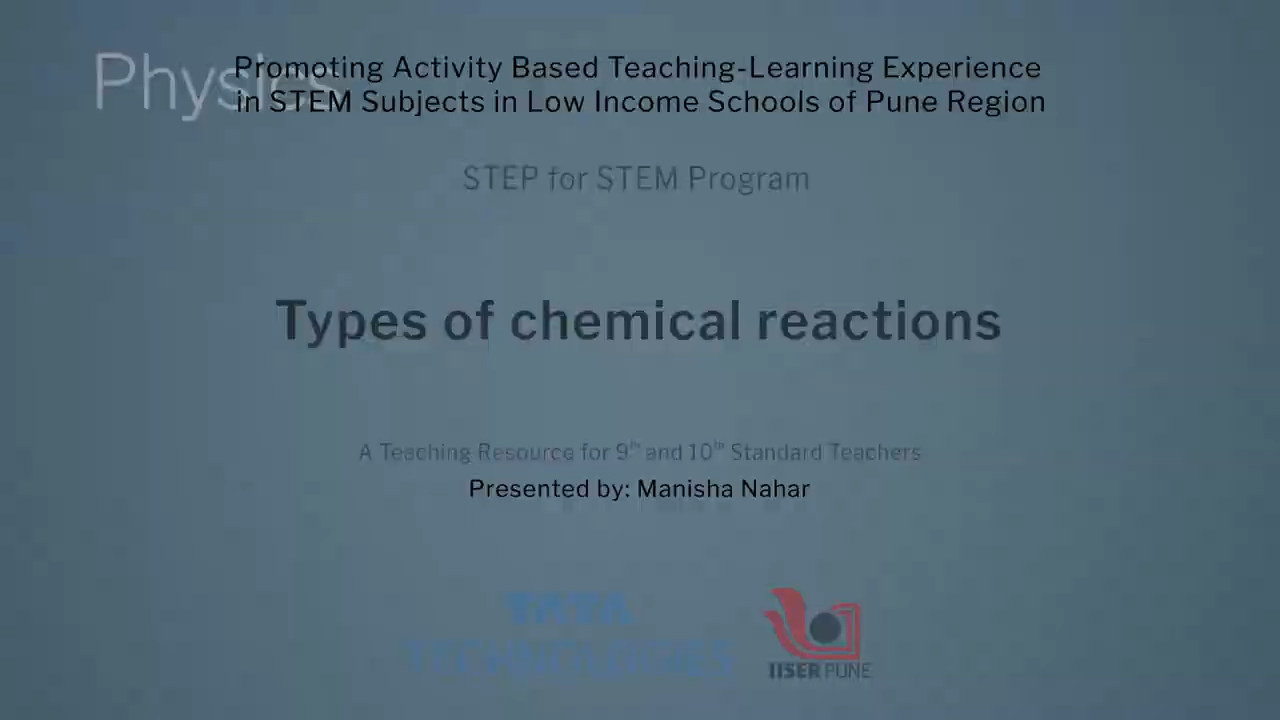 Physics
Promoting Activity Based Teaching-Learning Experience
in STEM Subjects in Low Income Schools of Pune Region
STEP for STEM Program
Types of chemical reactions
A Teaching Resource for 9th and 10th Standard Teachers
Presented by: Manisha Nahar
TATA
TECHNOLOGIES
IISER PUNE